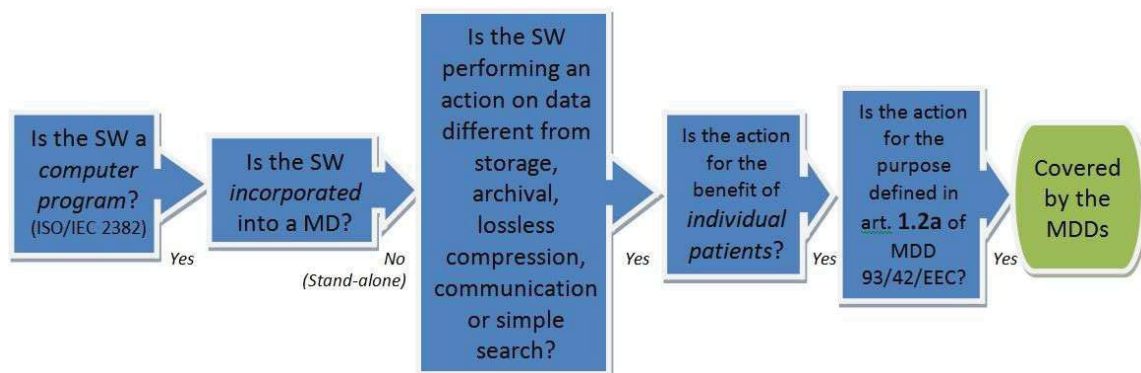 Is the SW a
computer
program?
(ISO/IEC 2382)
Yes
Is the SW
incorporated
into a MD?
No
(Stand-alone)
Is the SW
performing an
action on data
different from
storage,
archival,
lossless
compression,
communication
or simple
search?
Yes
Is the action
for the
benefit of
individual
patients?
Yes
Is the action
for the
purpose
defined in
art. 1.2a of
MDD
93/42/EEC?
Yes
Covered
by the
MDDs